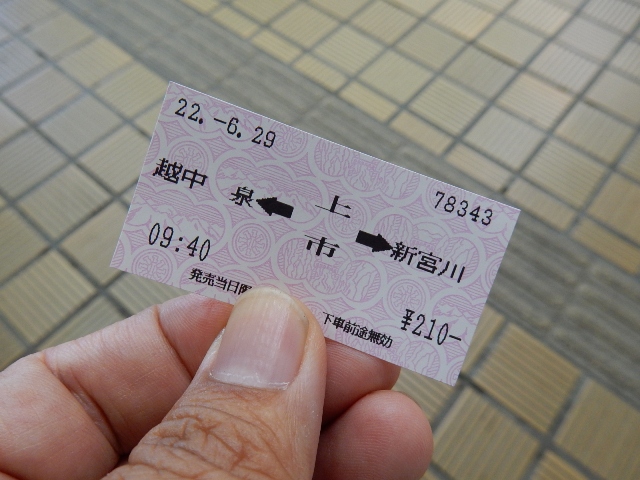 22.-6.29
78343
越中 泉 ← 上市 → 新宮川
09:40
¥210-
発売当日限
下車前途無効